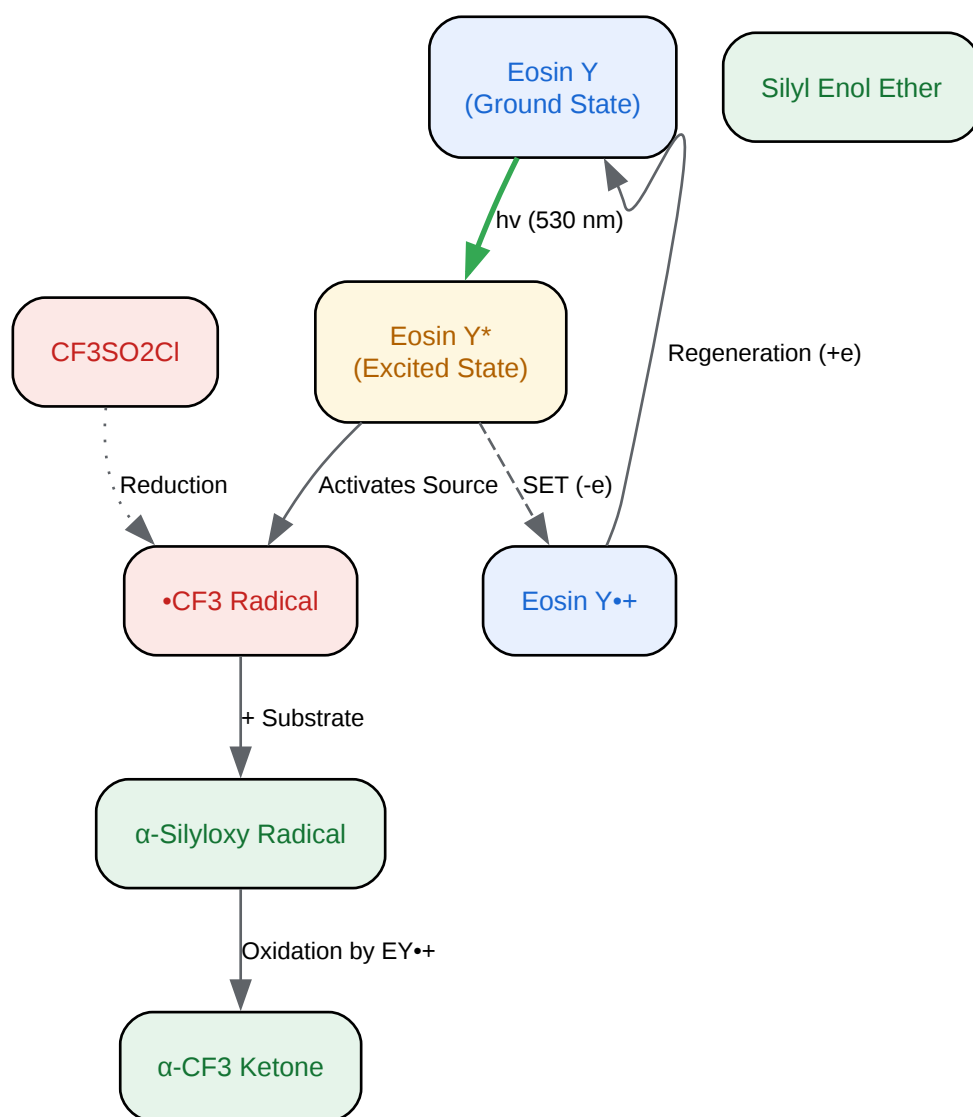 Eosin Y
(Ground State)
Silyl Enol Ether
hv (530 nm)
CF3SO2Cl
Eosin Y*
(Excited State)
Regeneration (+e)
Reduction
Activates Source
SET (-e)
•CF3 Radical
Eosin Y•+
+ Substrate
α-Silyloxy Radical
Oxidation by EY•+
α-CF3 Ketone